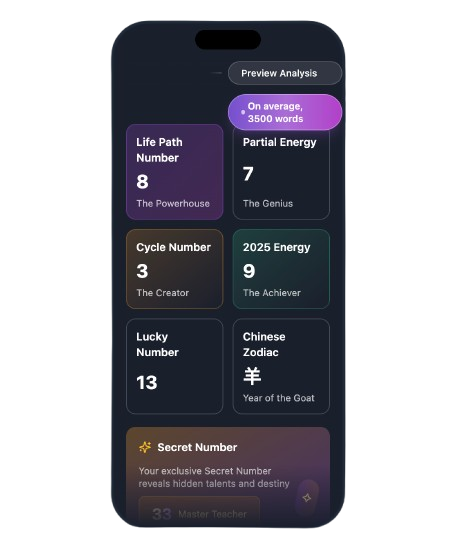 Preview Analysis
On average,
3500 words
Life Path
Number
8
The Powerhouse
Partial Energy
7
The Genius
Cycle Number
3
The Creator
2025 Energy
9
The Achiever
Lucky
Number
13
Chinese
Zodiac
羊
Year of the Goat
Secret Number
Your exclusive Secret Number
reveals hidden talents and destiny
33 Master Teacher